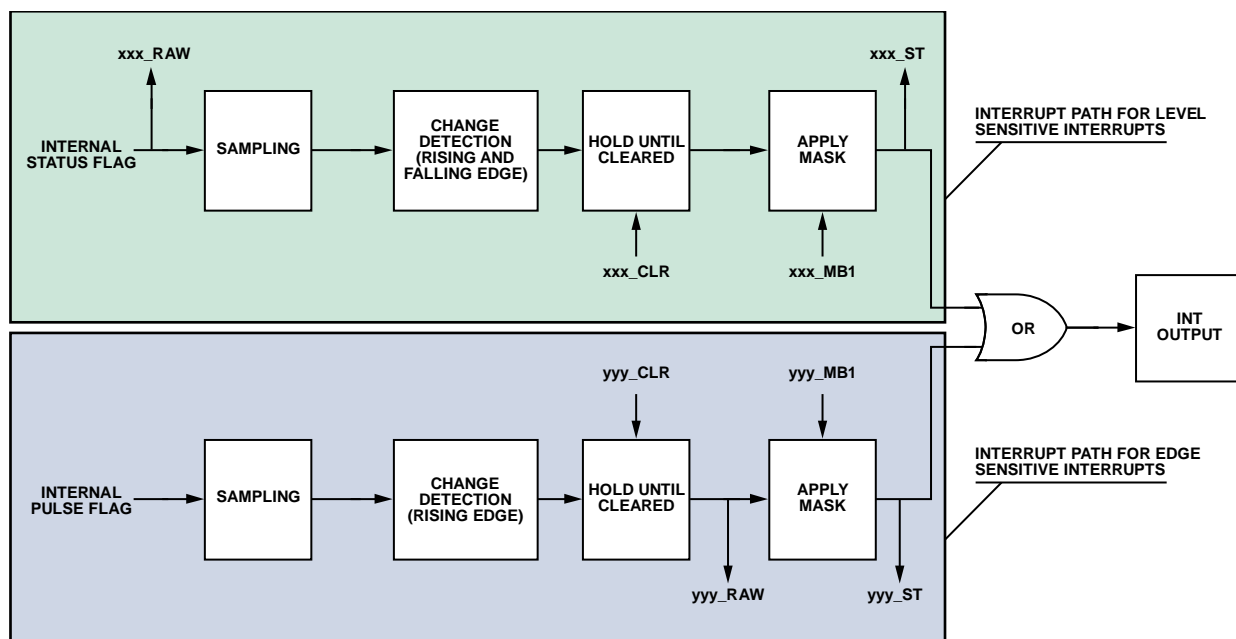 xxx_RAW
xxx_ST
INTERNAL
STATUS FLAG
SAMPLING
CHANGE
DETECTION
(RISING AND
FALLING EDGE)
HOLD UNTIL
CLEARED
APPLY
MASK
xxx_CLR
xxx_MB1
INTERRUPT PATH FOR LEVEL
SENSITIVE INTERRUPTS
OR
INT
OUTPUT
yyy_CLR
yyy_MB1
INTERNAL
PULSE FLAG
SAMPLING
CHANGE
DETECTION
(RISING EDGE)
HOLD UNTIL
CLEARED
APPLY
MASK
yyy_RAW
yyy_ST
INTERRUPT PATH FOR EDGE
SENSITIVE INTERRUPTS